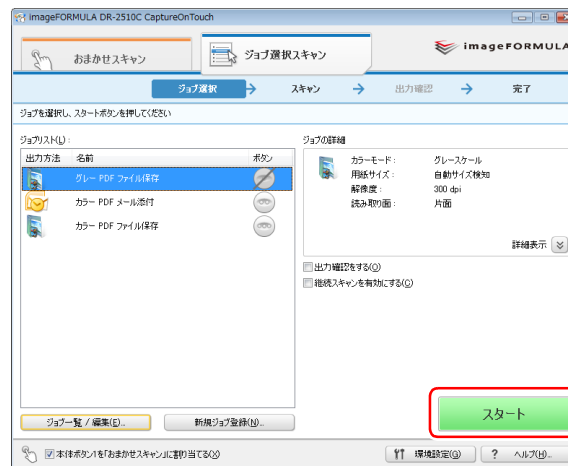 imageFORMULA DR-2510C CaptureOnTouch
おまかせスキャン
ジョブ選択スキャン
imageFORMULA
ジョブ選択
スキャン
出力確認
完了
ジョブを選択し、スタートボタンを押してください
ジョブリスト(L):
ジョブの詳細
出力方法 名前 ボタン
グレー PDF ファイル保存
カラー PDF メール添付
カラー PDF ファイル保存
カラーモード: グレースケール
用紙サイズ: 自動サイズ検知
解像度: 300 dpi
読み取り面: 片面
詳細表示
出力確認をする(O)
継続スキャンを有効にする(C)
スタート
ジョブ一覧 / 編集(E)...
新規ジョブ登録(N)...
本体ボタン1を「おまかせスキャン」に割り当てる(X)
環境設定(G)
? ヘルプ(H)...